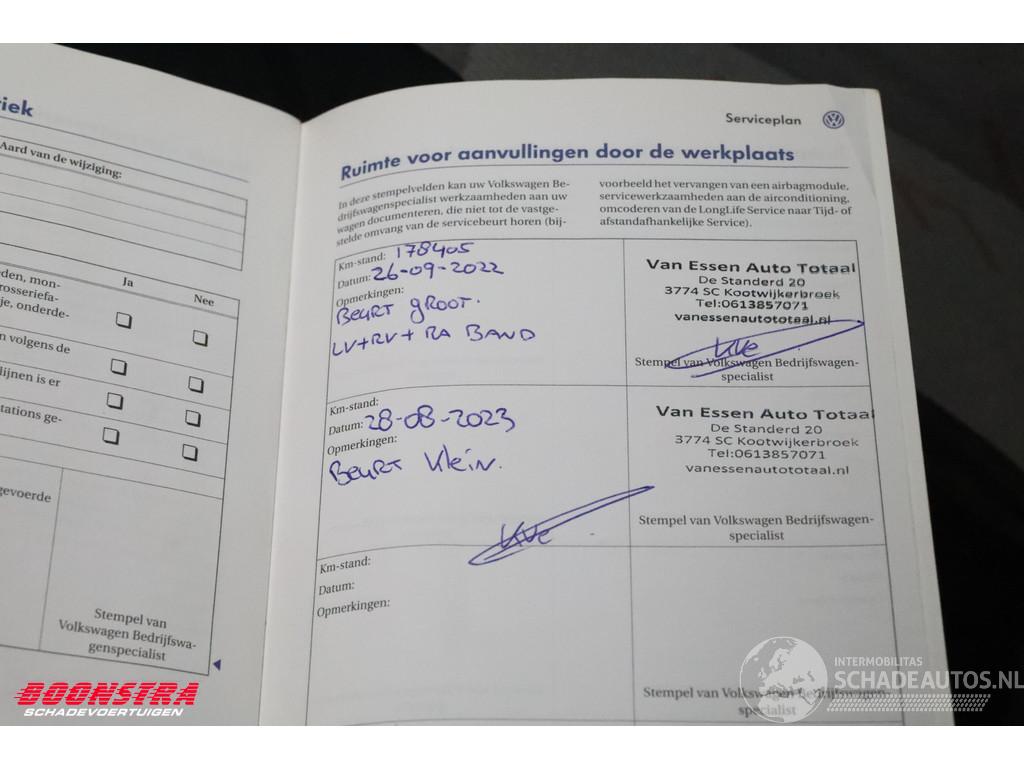 iek
Aard van de wijziging:
Ja
Nee
eden, mon-
rosseriefa-
je, onderde-
n volgens de
lijnen is er
tations ge-
gevoerde
Stempel van
Volkswagen Bedrijfswa-
genspecialist
Serviceplan
Ruimte voor aanvullingen door de werkplaats
In deze stempelvelden kan uw Volkswagen Be-
drijfswagenspecialist werkzaamheden aan uw
wagen documenteren, die niet tot de vastge-
stelde omvang van de servicebeurt horen (bij-
voorbeeld het vervangen van een airbagmodule,
servicewerkzaamheden aan de airconditioning,
omcoderen van de LongLife Service naar Tijd- of
afstandafhankelijke Service).
Km-stand: 178405
Datum: 26-09-2022
Opmerkingen:
Beurt groot.
LV+RV+RA BAND
Van Essen Auto Totaal
De Standerd 20
3774 SC Kootwijkerbroek
Tel:0613857071
vanessenautototaal.nl
Stempel van Volkswagen Bedrijfswagen-
specialist
Km-stand:
Datum: 28-08-2023
Opmerkingen:
Beurt Klein.
Van Essen Auto Totaal
De Standerd 20
3774 SC Kootwijkerbroek
Tel:0613857071
vanessenautototaal.nl
Stempel van Volkswagen Bedrijfswagen-
specialist
Km-stand:
Datum:
Opmerkingen:
Stempel van Volkswagen Bedrijfswagen-
specialist
BOONSTRA
SCHADEVOERTUIGEN
INTERMOBILITAS
SCHADEAUTOS.NL